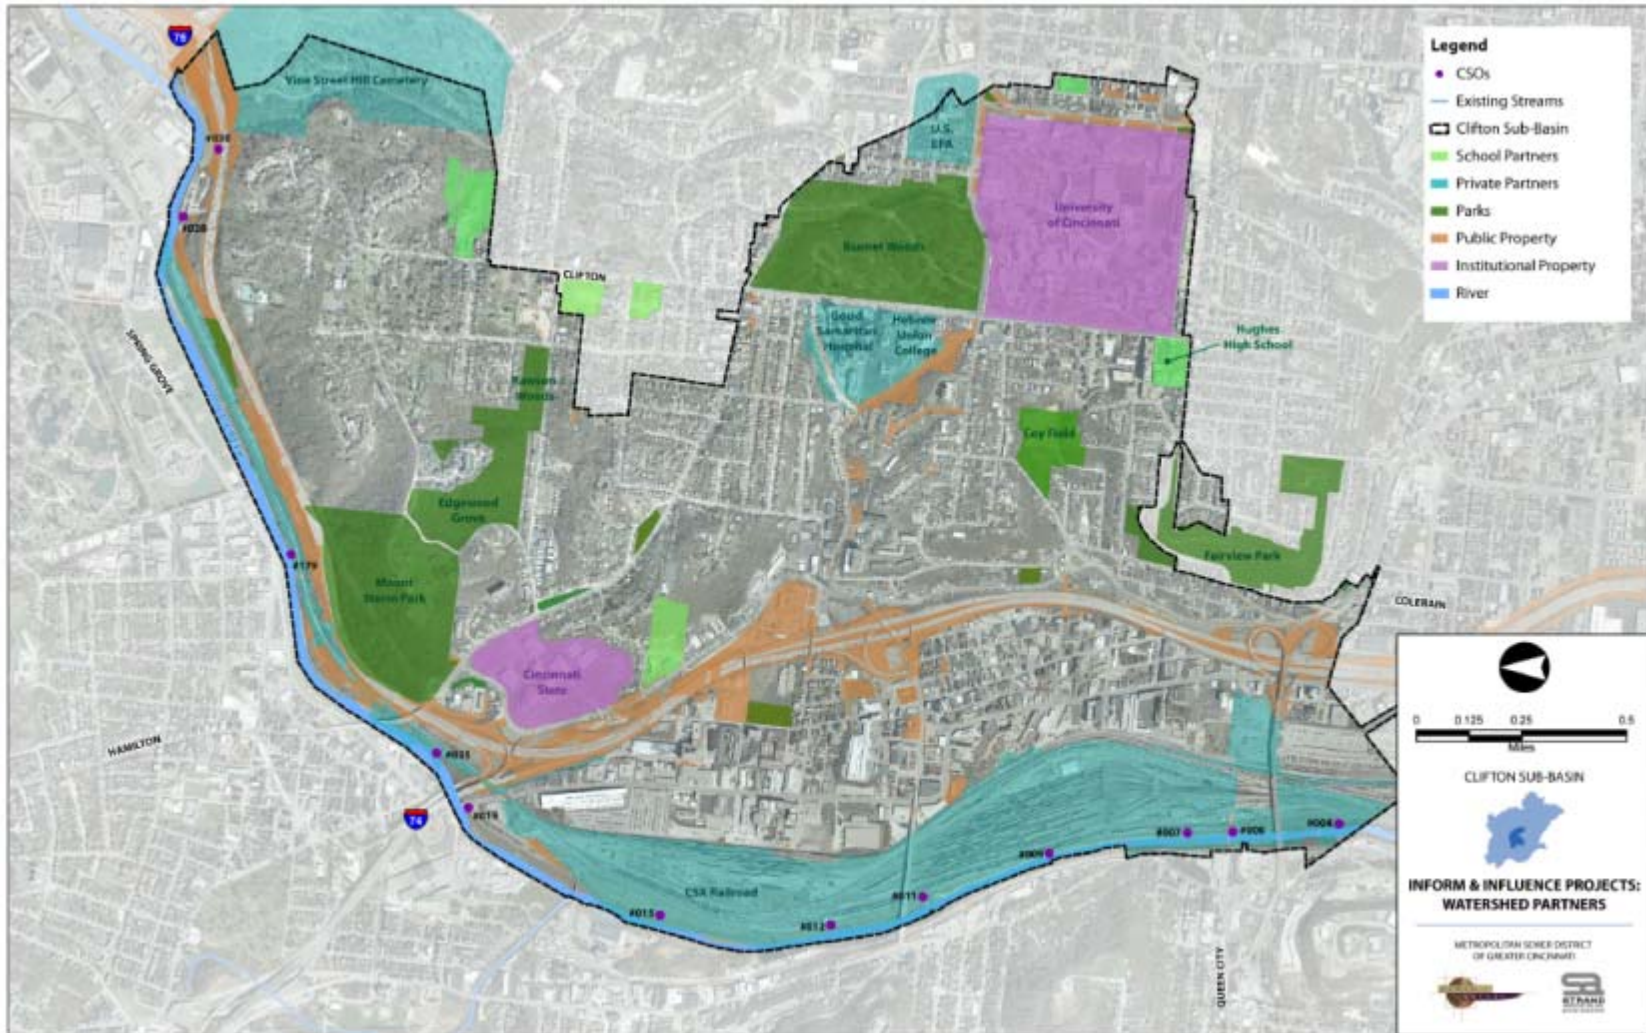 76
Vine Street Hill Cemetery
U.S.
EPA
University
of Cincinnati
Burnet Woods
CLIFTON
Good
Samaritan
Hospital
Hebrew
Union
College
Hughes
High School
SPRING GROVE
Rawson
Woods
Coy Field
Edgewood
Grove
Fairview Park
#179
Mount
Storm Park
COLERAIN
Cincinnati
State
HAMILTON
74
CSX Railroad
#015
#012
#011
#009
#007
#006
#004
QUEEN CITY
Legend
CSOs
Existing Streams
Clifton Sub-Basin
School Partners
Private Partners
Parks
Public Property
Institutional Property
River
0 0.125 0.25 0.5
Miles
CLIFTON SUB-BASIN
INFORM & INFLUENCE PROJECTS:
WATERSHED PARTNERS
METROPOLITAN SEWER DISTRICT
OF GREATER CINCINNATI
STRAND